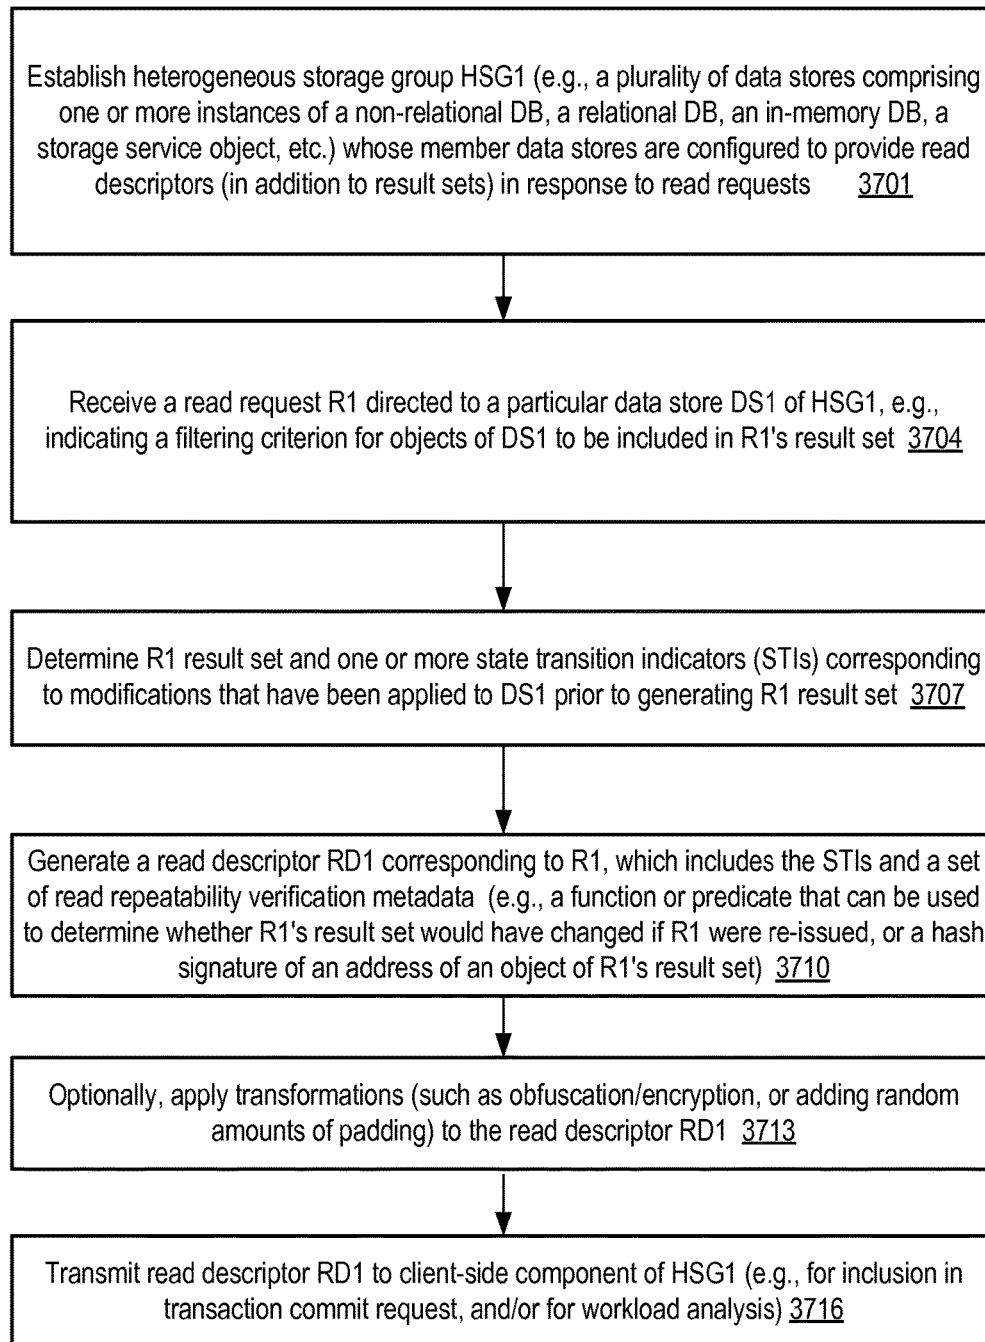 Establish heterogeneous storage group HSG1 (e.g., a plurality of data stores comprising
one or more instances of a non-relational DB, a relational DB, an in-memory DB, a
storage service object, etc.) whose member data stores are configured to provide read
descriptors (in addition to result sets) in response to read requests 3701
Receive a read request R1 directed to a particular data store DS1 of HSG1, e.g.,
indicating a filtering criterion for objects of DS1 to be included in R1's result set 3704
Determine R1 result set and one or more state transition indicators (STIs) corresponding
to modifications that have been applied to DS1 prior to generating R1 result set 3707
Generate a read descriptor RD1 corresponding to R1, which includes the STIs and a set
of read repeatability verification metadata (e.g., a function or predicate that can be used
to determine whether R1's result set would have changed if R1 were re-issued, or a hash
signature of an address of an object of R1's result set) 3710
Optionally, apply transformations (such as obfuscation/encryption, or adding random
amounts of padding) to the read descriptor RD1 3713
Transmit read descriptor RD1 to client-side component of HSG1 (e.g., for inclusion in
transaction commit request, and/or for workload analysis) 3716